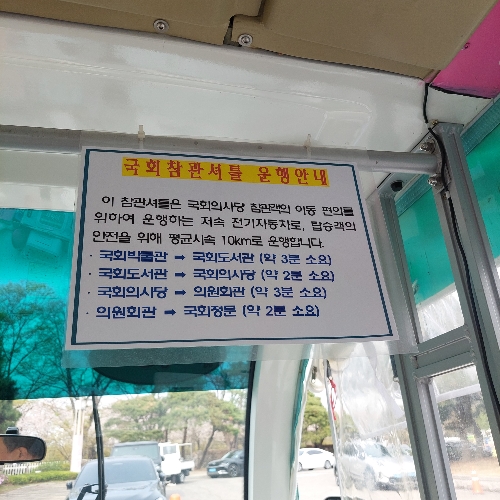 국회참관셔틀 운행안내
이 참관셔틀은 국회의사당 참관객의 이동 편의를
위하여 운행하는 저속 전기자동차로, 탑승객의
안전을 위해 평균시속 10km로 운행합니다.
· 국회박물관 ➡ 국회도서관 (약 3분 소요)
· 국회도서관 ➡ 국회의사당 (약 2분 소요)
· 국회의사당 ➡ 의원회관 (약 3분 소요)
· 의원회관 ➡ 국회정문 (약 2분 소요)